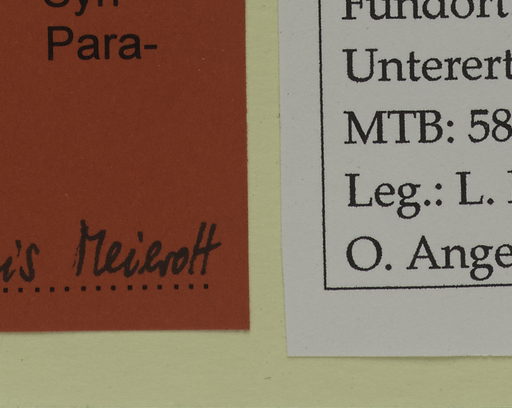 Para-
Meierott
Fundort
Unterert
MTB: 58
Leg.: L.
O. Ange